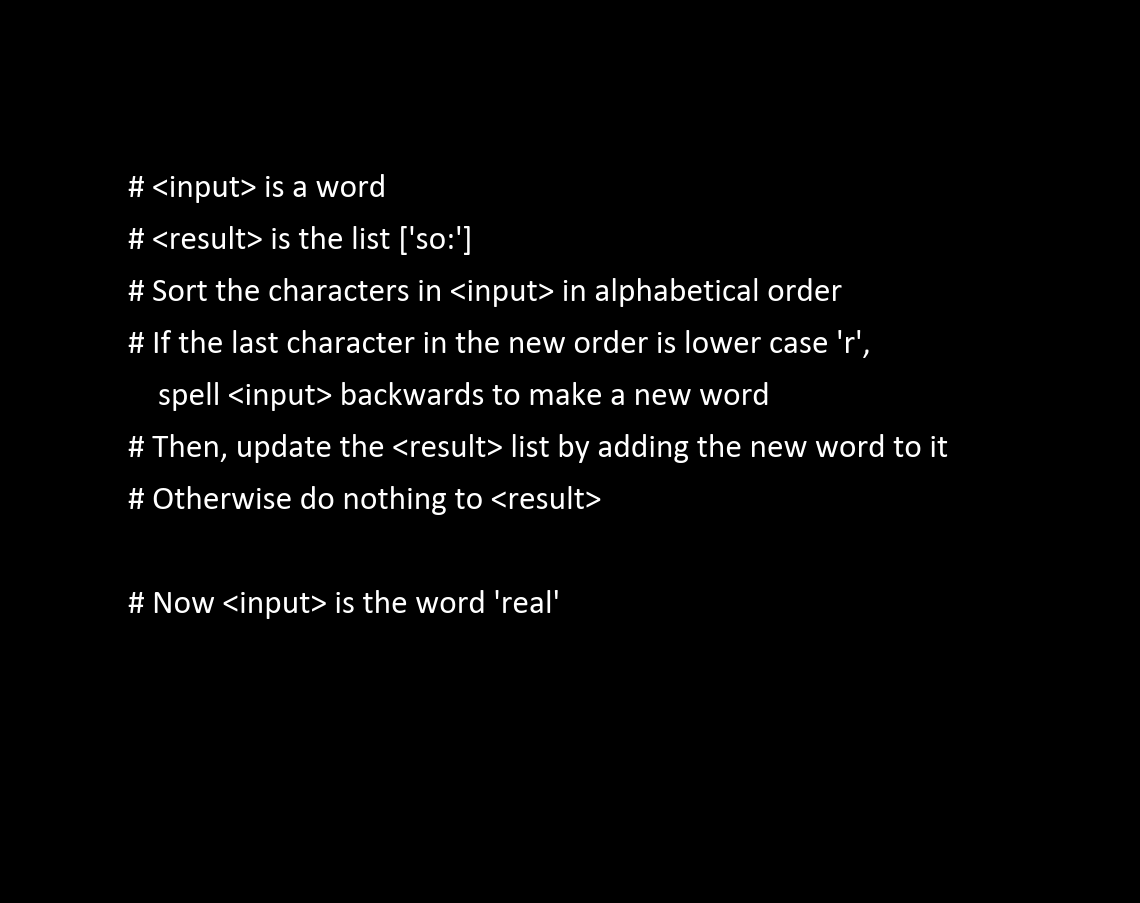 # <input> is a word
# <result> is the list ['so:']
# Sort the characters in <input> in alphabetical order
# If the last character in the new order is lower case 'r',
spell <input> backwards to make a new word
# Then, update the <result> list by adding the new word to it
# Otherwise do nothing to <result>
# Now <input> is the word 'real'